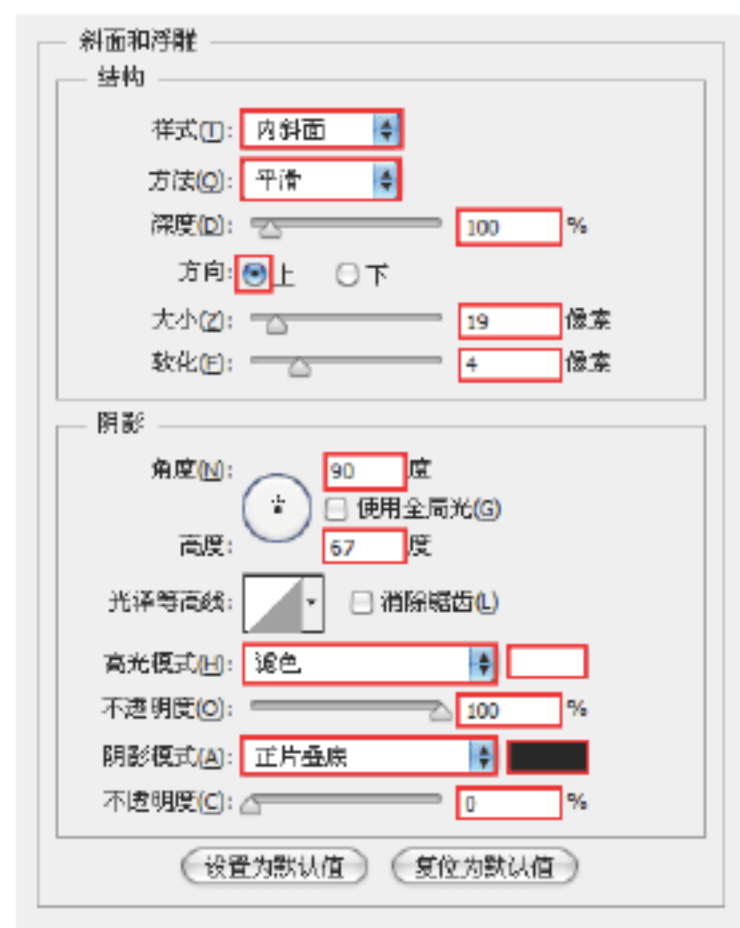 斜面和浮雕
结构
样式(T): 内斜面
方法(Q): 平滑
深度(D): 100 %
方向: 上 下
大小(Z): 19 像素
软化(F): 4 像素
阴影
角度(N): 90 度
使用全局光(G)
高度: 67 度
光泽等高线: 消除锯齿(L)
高光模式(H): 滤色
不透明度(O): 100 %
阴影模式(A): 正片叠底
不透明度(C): 0 %
设置为默认值 复位为默认值